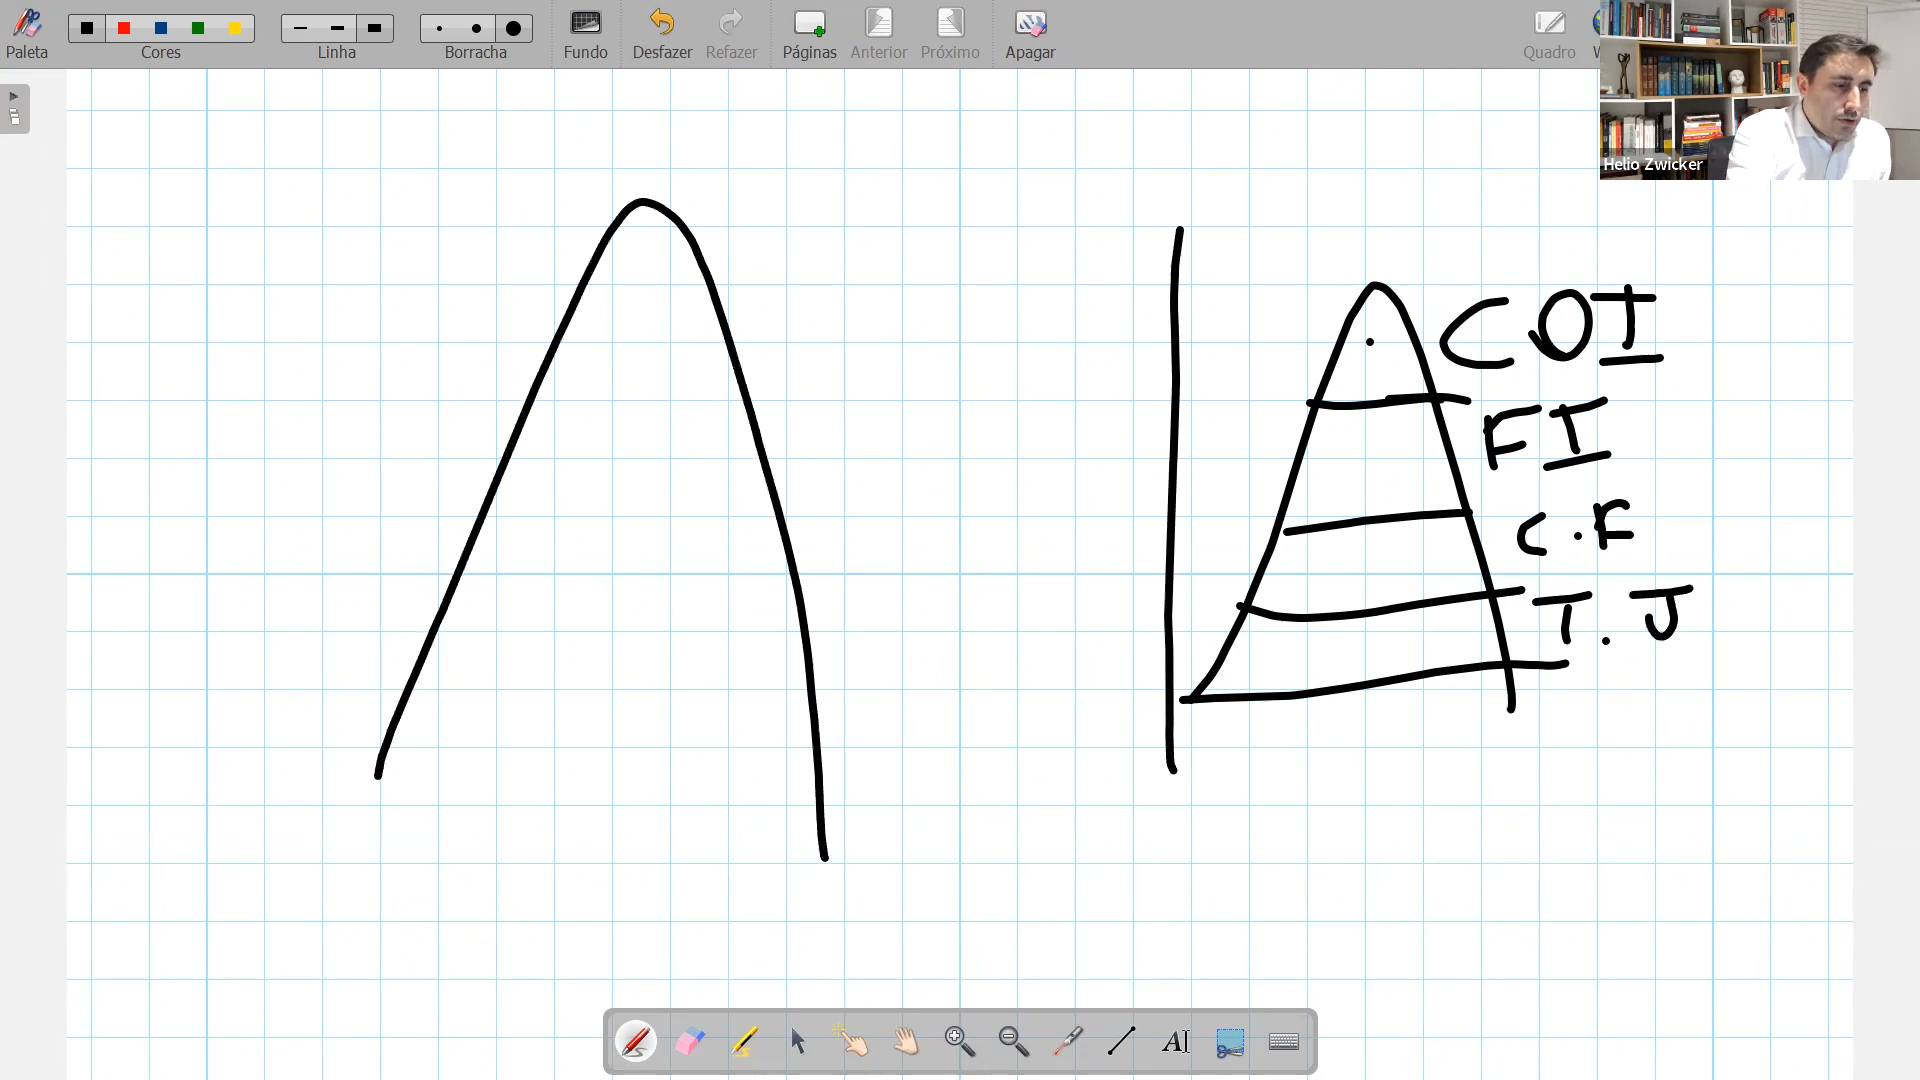 Paleta
Cores
Linha
Borracha
Fundo
Desfazer
Refazer
Páginas
Anterior
Próximo
Apagar
Quadro
Helio Zwicker
COI
FI
C.F
T.J